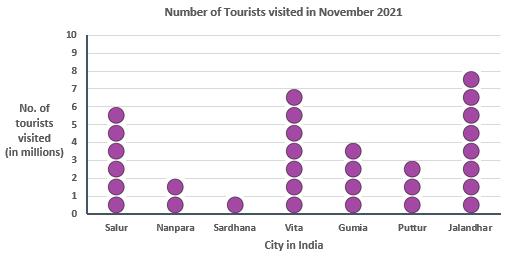 Number of Tourists visited in November 2021
No. of
tourists
visited
(in millions)
10
9
8
7
6
5
4
3
2
1
0
Salur Nanpara Sardhana Vita Gumia Puttur Jalandhar
City in India